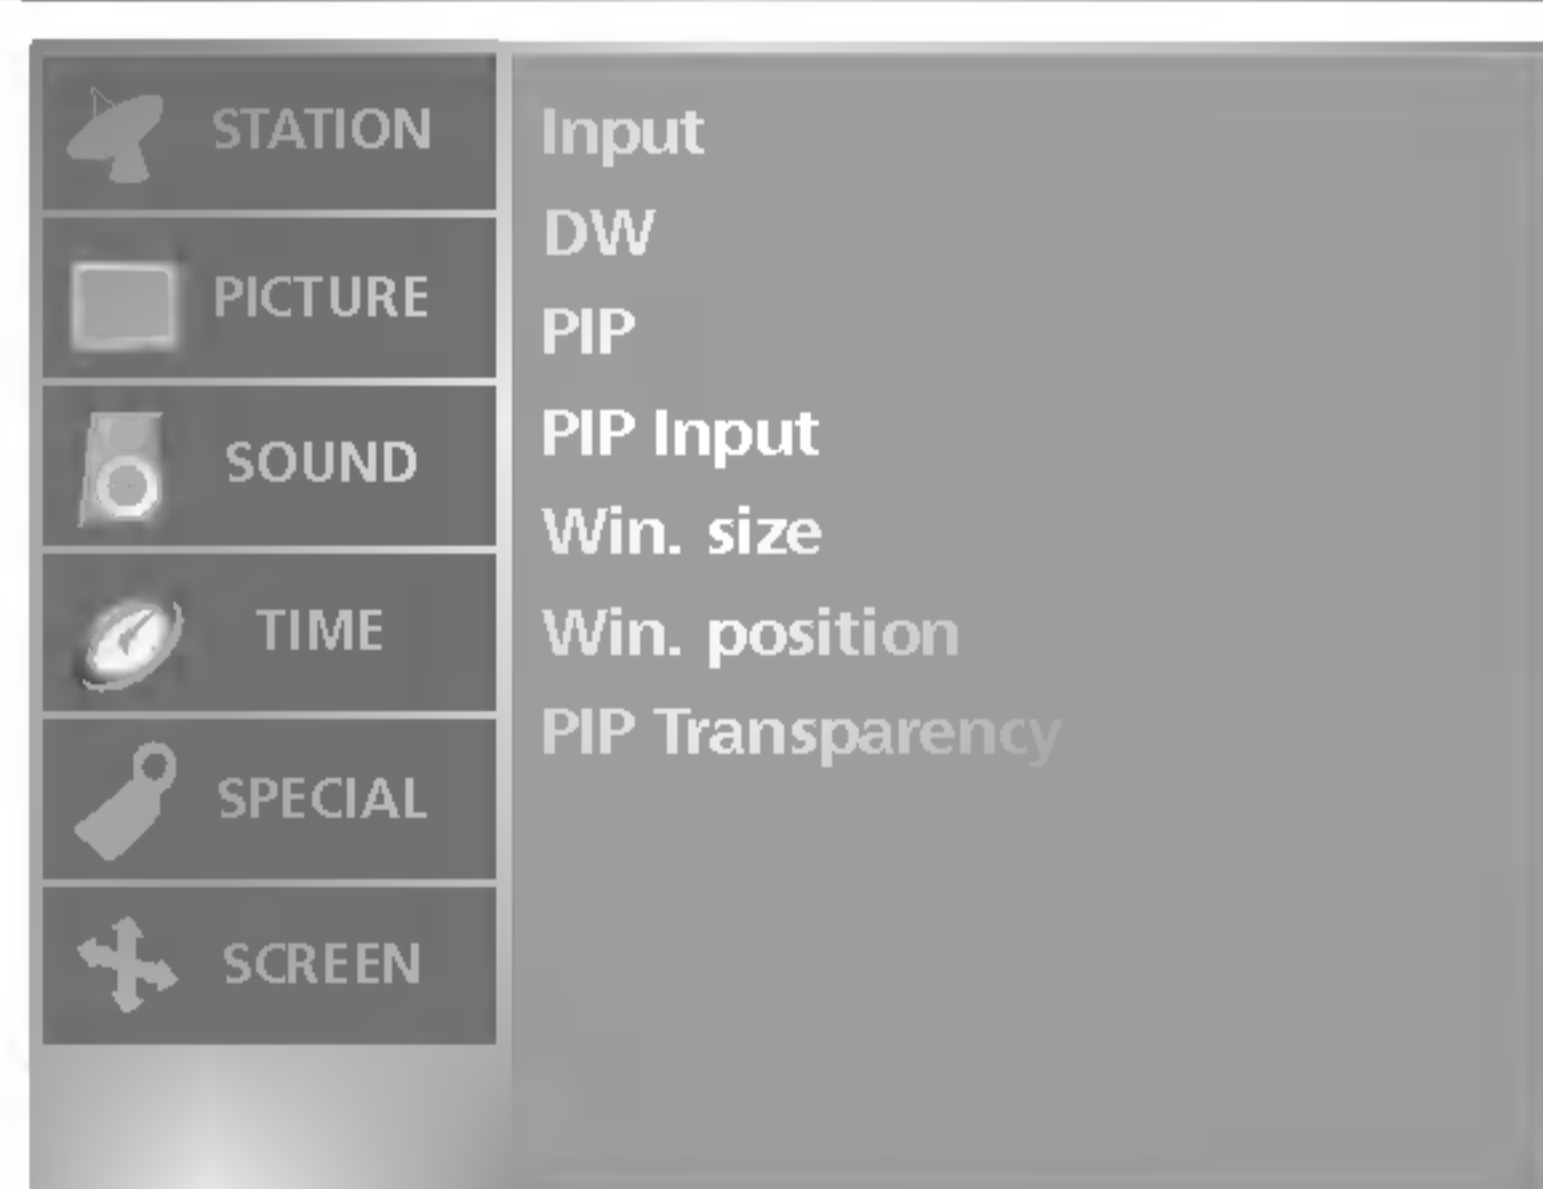 STATION
PICTURE
SOUND
TIME
SPECIAL
SCREEN
Input
DW
PIP
PIP Input
Win. size
Win. position
PIP Transparency